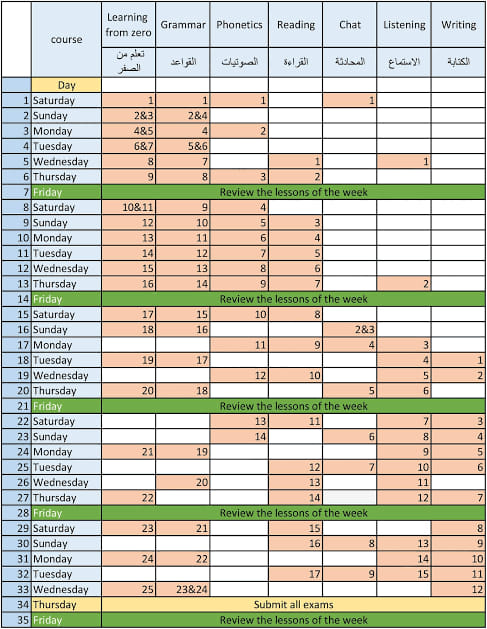 course Learning from zero Grammar Phonetics Reading Chat Listening Writing
تعلم من الصفر القواعد الصوتيات القراءة المحادثة الاستماع الكتابة
Day
1 Saturday 1 1 1 1
2 Sunday 2&3 2&4
3 Monday 4&5 4 2
4 Tuesday 6&7 5&6
5 Wednesday 8 7 1 1
6 Thursday 9 8 3 2
7 Friday Review the lessons of the week
8 Saturday 10&11 9 4
9 Sunday 12 10 5 3
10 Monday 13 11 6 4
11 Tuesday 14 12 7 5
12 Wednesday 15 13 8 6
13 Thursday 16 14 9 7 2
14 Friday Review the lessons of the week
15 Saturday 17 15 10 8
16 Sunday 18 16 2&3
17 Monday 11 9 4 3
18 Tuesday 19 17 4 1
19 Wednesday 12 10 5 2
20 Thursday 20 18 5 6
21 Friday Review the lessons of the week
22 Saturday 13 11 7 3
23 Sunday 14 6 8 4
24 Monday 21 19 9 5
25 Tuesday 12 7 10 6
26 Wednesday 20 13 11
27 Thursday 22 14 12 7
28 Friday Review the lessons of the week
29 Saturday 23 21 15 8
30 Sunday 16 8 13 9
31 Monday 24 22 14 10
32 Tuesday 17 9 15 11
33 Wednesday 25 23&24 12
34 Thursday Submit all exams
35 Friday Review the lessons of the week